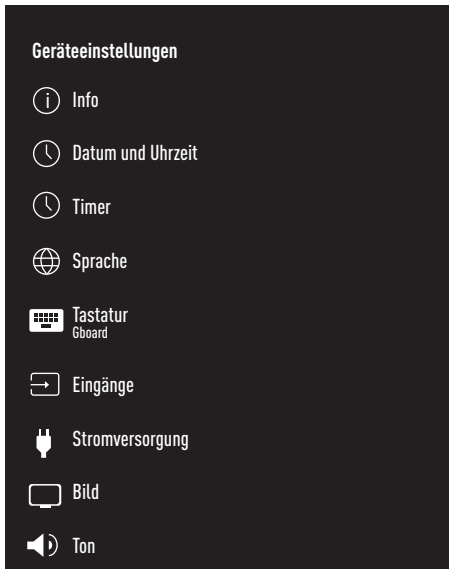 Geräteeinstellungen
Info
Datum und Uhrzeit
Timer
Sprache
Tastatur
Gboard
Eingänge
Stromversorgung
Bild
Ton